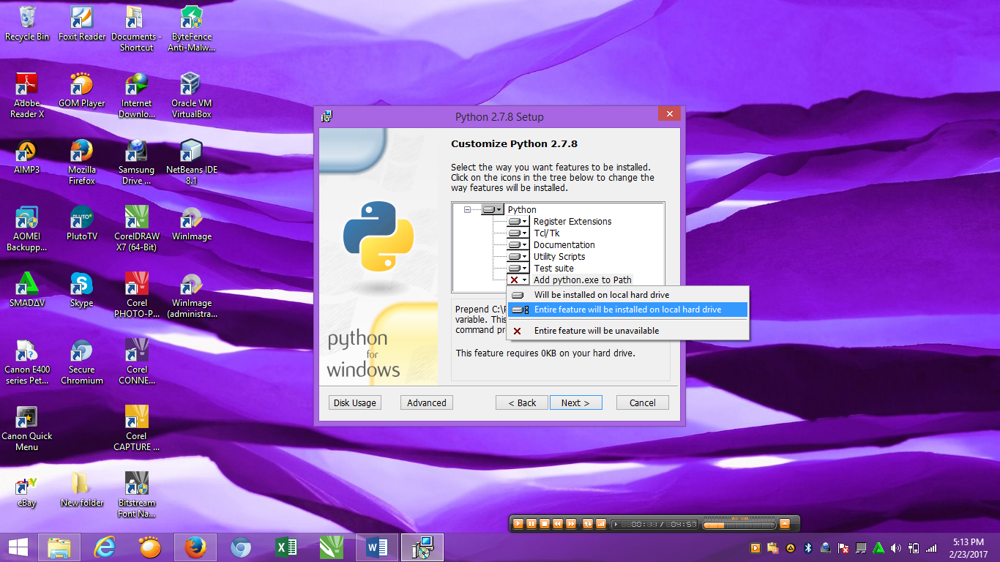 Recycle Bin
Foxit Reader
Documents -
Shortcut
ByteFence
Anti-Malw...
Adobe
Reader X
GOM Player
Internet
Downlo...
Oracle VM
VirtualBox
AIMP3
Mozilla
Firefox
Samsung
Drive ...
NetBeans IDE
8.1
AOMEI
Backupp...
PLUTO
PlutoTV
CorelDRAW
X7 (64-Bit)
WinImage
SMADΔV
Skype
Corel
PHOTO-P...
WinImage
(administra...
Canon E400
series Pet...
Secure
Chromium
Corel
CONNE...
Canon Quick
Menu
Corel
CAPTURE ...
eBay
New folder
Bitstream
Font Na...
Python 2.7.8 Setup
Customize Python 2.7.8
Select the way you want features to be installed.
Click on the icons in the tree below to change the
way features will be installed.
Python
Register Extensions
Tcl/Tk
Documentation
Utility Scripts
Test suite
Add python.exe to Path
Will be installed on local hard drive
Entire feature will be installed on local hard drive
Entire feature will be unavailable
Prepend C:\
variable. This
command pr
This feature requires 0KB on your hard drive.
python
for
windows
Disk Usage
Advanced
< Back
Next >
Cancel
5:13 PM
2/23/2017